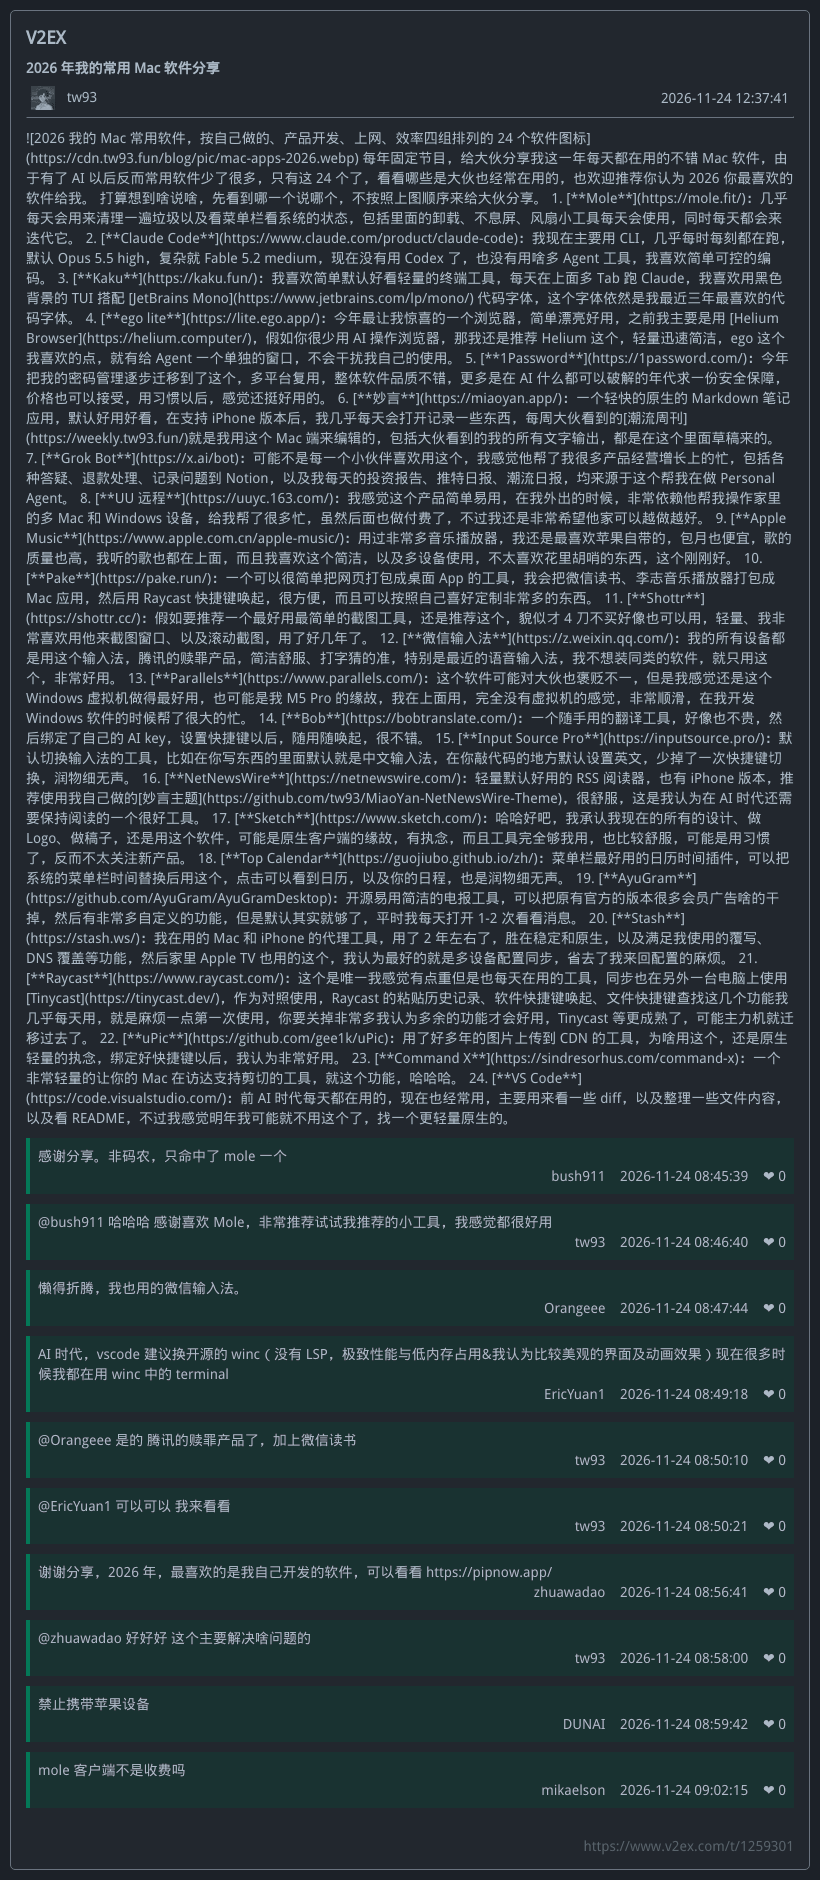 V2EX
2026 年我的常用 Mac 软件分享
tw93 2026-11-24 12:37:41
![2026 我的 Mac 常用软件，按自己做的、产品开发、上网、效率四组排列的 24 个软件图标]
(https://cdn.tw93.fun/blog/pic/mac-apps-2026.webp) 每年固定节目，给大伙分享我这一年每天都在用的不错 Mac 软件，由
于有了 AI 以后反而常用软件少了很多，只有这 24 个了，看看哪些是大伙也经常在用的，也欢迎推荐你认为 2026 你最喜欢的
软件给我。 打算想到啥说啥，先看到哪一个说哪个，不按照上图顺序来给大伙分享。 1. [**Mole**](https://mole.fit/)：几乎
每天会用来清理一遍垃圾以及看菜单栏看系统的状态，包括里面的卸载、不息屏、风扇小工具每天会使用，同时每天都会来
迭代它。 2. [**Claude Code**](https://www.claude.com/product/claude-code)：我现在主要用 CLI，几乎每时每刻都在跑，
默认 Opus 5.5 high，复杂就 Fable 5.2 medium，现在没有用 Codex 了，也没有用啥多 Agent 工具，我喜欢简单可控的编
码。 3. [**Kaku**](https://kaku.fun/)：我喜欢简单默认好看轻量的终端工具，每天在上面多 Tab 跑 Claude，我喜欢用黑色
背景的 TUI 搭配 [JetBrains Mono](https://www.jetbrains.com/lp/mono/) 代码字体，这个字体依然是我最近三年最喜欢的代
码字体。 4. [**ego lite**](https://lite.ego.app/)：今年最让我惊喜的一个浏览器，简单漂亮好用，之前我主要是用 [Helium
Browser](https://helium.computer/)，假如你很少用 AI 操作浏览器，那我还是推荐 Helium 这个，轻量迅速简洁，ego 这个
我喜欢的点，就有给 Agent 一个单独的窗口，不会干扰我自己的使用。 5. [**1Password**](https://1password.com/)：今年
把我的密码管理逐步迁移到了这个，多平台复用，整体软件品质不错，更多是在 AI 什么都可以破解的年代求一份安全保障，
价格也可以接受，用习惯以后，感觉还挺好用的。 6. [**妙言**](https://miaoyan.app/)：一个轻快的原生的 Markdown 笔记
应用，默认好用好看，在支持 iPhone 版本后，我几乎每天会打开记录一些东西，每周大伙看到的[潮流周刊]
(https://weekly.tw93.fun/)就是我用这个 Mac 端来编辑的，包括大伙看到的我的所有文字输出，都是在这个里面草稿来的。
7. [**Grok Bot**](https://x.ai/bot)：可能不是每一个小伙伴喜欢用这个，我感觉他帮了我很多产品经营增长上的忙，包括各
种答疑、退款处理、记录问题到 Notion，以及我每天的投资报告、推特日报、潮流日报，均来源于这个帮我在做 Personal
Agent。 8. [**UU 远程**](https://uuyc.163.com/)：我感觉这个产品简单易用，在我外出的时候，非常依赖他帮我操作家里
的多 Mac 和 Windows 设备，给我帮了很多忙，虽然后面也做付费了，不过我还是非常希望他家可以越做越好。 9. [**Apple
Music**](https://www.apple.com.cn/apple-music/)：用过非常多音乐播放器，我还是最喜欢苹果自带的，包月也便宜，歌的
质量也高，我听的歌也都在上面，而且我喜欢这个简洁，以及多设备使用，不太喜欢花里胡哨的东西，这个刚刚好。 10.
[**Pake**](https://pake.run/)：一个可以很简单把网页打包成桌面 App 的工具，我会把微信读书、李志音乐播放器打包成
Mac 应用，然后用 Raycast 快捷键唤起，很方便，而且可以按照自己喜好定制非常多的东西。 11. [**Shottr**]
(https://shottr.cc/)：假如要推荐一个最好用最简单的截图工具，还是推荐这个，貌似才 4 刀不买好像也可以用，轻量、我非
常喜欢用他来截图窗口、以及滚动截图，用了好几年了。 12. [**微信输入法**](https://z.weixin.qq.com/)：我的所有设备都
是用这个输入法，腾讯的赎罪产品，简洁舒服、打字猜的准，特别是最近的语音输入法，我不想装同类的软件，就只用这
个，非常好用。 13. [**Parallels**](https://www.parallels.com/)：这个软件可能对大伙也褒贬不一，但是我感觉还是这个
Windows 虚拟机做得最好用，也可能是我 M5 Pro 的缘故，我在上面用，完全没有虚拟机的感觉，非常顺滑，在我开发
Windows 软件的时候帮了很大的忙。 14. [**Bob**](https://bobtranslate.com/)：一个随手用的翻译工具，好像也不贵，然
后绑定了自己的 AI key，设置快捷键以后，随用随唤起，很不错。 15. [**Input Source Pro**](https://inputsource.pro/)：默
认切换输入法的工具，比如在你写东西的里面默认就是中文输入法，在你敲代码的地方默认设置英文，少掉了一次快捷键切
换，润物细无声。 16. [**NetNewsWire**](https://netnewswire.com/)：轻量默认好用的 RSS 阅读器，也有 iPhone 版本，推
荐使用我自己做的[妙言主题](https://github.com/tw93/MiaoYan-NetNewsWire-Theme)，很舒服，这是我认为在 AI 时代还需
要保持阅读的一个很好工具。 17. [**Sketch**](https://www.sketch.com/)：哈哈好吧，我承认我现在的所有的设计、做
Logo、做稿子，还是用这个软件，可能是原生客户端的缘故，有执念，而且工具完全够我用，也比较舒服，可能是用习惯
了，反而不太关注新产品。 18. [**Top Calendar**](https://guojiubo.github.io/zh/)：菜单栏最好用的日历时间插件，可以把
系统的菜单栏时间替换后用这个，点击可以看到日历，以及你的日程，也是润物细无声。 19. [**AyuGram**]
(https://github.com/AyuGram/AyuGramDesktop)：开源易用简洁的电报工具，可以把原有官方的版本很多会员广告啥的干
掉，然后有非常多自定义的功能，但是默认其实就够了，平时我每天打开 1-2 次看看消息。 20. [**Stash**]
(https://stash.ws/)：我在用的 Mac 和 iPhone 的代理工具，用了 2 年左右了，胜在稳定和原生，以及满足我使用的覆写、
DNS 覆盖等功能，然后家里 Apple TV 也用的这个，我认为最好的就是多设备配置同步，省去了我来回配置的麻烦。 21.
[**Raycast**](https://www.raycast.com/)：这个是唯一我感觉有点重但是也每天在用的工具，同步也在另外一台电脑上使用
[Tinycast](https://tinycast.dev/)，作为对照使用，Raycast 的粘贴历史记录、软件快捷键唤起、文件快捷键查找这几个功能我
几乎每天用，就是麻烦一点第一次使用，你要关掉非常多我认为多余的功能才会好用，Tinycast 等更成熟了，可能主力机就迁
移过去了。 22. [**uPic**](https://github.com/gee1k/uPic)：用了好多年的图片上传到 CDN 的工具，为啥用这个，还是原生
轻量的执念，绑定好快捷键以后，我认为非常好用。 23. [**Command X**](https://sindresorhus.com/command-x)：一个
非常轻量的让你的 Mac 在访达支持剪切的工具，就这个功能，哈哈哈。 24. [**VS Code**]
(https://code.visualstudio.com/)：前 AI 时代每天都在用的，现在也经常用，主要用来看一些 diff，以及整理一些文件内容，
以及看 README，不过我感觉明年我可能就不用这个了，找一个更轻量原生的。
感谢分享。非码农，只命中了 mole 一个
bush911 2026-11-24 08:45:39 ❤ 0
@bush911 哈哈哈 感谢喜欢 Mole，非常推荐试试我推荐的小工具，我感觉都很好用
tw93 2026-11-24 08:46:40 ❤ 0
懒得折腾，我也用的微信输入法。
Orangeee 2026-11-24 08:47:44 ❤ 0
AI 时代，vscode 建议换开源的 winc（没有 LSP，极致性能与低内存占用&我认为比较美观的界面及动画效果）现在很多时
候我都在用 winc 中的 terminal
EricYuan1 2026-11-24 08:49:18 ❤ 0
@Orangeee 是的 腾讯的赎罪产品了，加上微信读书
tw93 2026-11-24 08:50:10 ❤ 0
@EricYuan1 可以可以 我来看看
tw93 2026-11-24 08:50:21 ❤ 0
谢谢分享，2026 年，最喜欢的是我自己开发的软件，可以看看 https://pipnow.app/
zhuawadao 2026-11-24 08:56:41 ❤ 0
@zhuawadao 好好好 这个主要解决啥问题的
tw93 2026-11-24 08:58:00 ❤ 0
禁止携带苹果设备
DUNAI 2026-11-24 08:59:42 ❤ 0
mole 客户端不是收费吗
mikaelson 2026-11-24 09:02:15 ❤ 0
https://www.v2ex.com/t/1259301